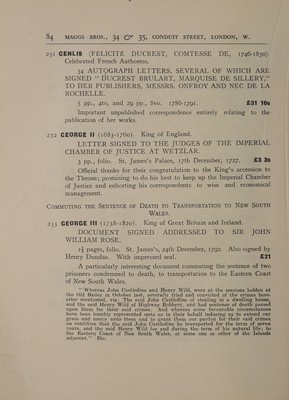 84 MAGGS BROS., 34 & 35, CONDUIT STREET, LONDON, W.
231 GENLIS (FELICITE DUCREST, COMTESSE DE, 1746-1830).
Celebrated French Authoress.
34 AUTOGRAPH LETTERS, SEVERAL OF WHICH ARE
SIGNED "DUCREST BRULART, MARQUISE DE SILLERY,"
TO HER PUBLISHERS, MESSRS. ONFROY AND NEC DE LA
ROCHELLE.
5 pp., 4to, and 29 pp., 8vo. 1786-1791. £31 10s
Important unpublished correspondence entirely relating to the
publication of her works.
232 GEORGE II (1683-1760). King of England.
LETTER SIGNED TO THE JUDGES OF THE IMPERIAL
CHAMBER OF JUSTICE AT WETZLAR.
3 pp., folio. St. James's Palace, 17th December, 1727. £3 3s
Official thanks for their congratulation to the King's accession to
the Throne; promising to do his best to keep up the Imperial Chamber
of Justice and exhorting his correspondents to wise and economical
management.
COMMUTING THE SENTENCE OF DEATH TO TRANSPORTATION TO NEW SOUTH
WALES.
233 GEORGE III (1738-1820). King of Great Britain and Ireland.
DOCUMENT SIGNED ADDRESSED TO SIR JOHN
WILLIAM ROSE.
1½ pages, folio. St. James's, 24th December, 1792. Also signed by
Henry Dundas. With impressed seal. £21
A particularly interesting document commuting the sentence of two
prisoners condemned to death, to transportation to the Eastern Coast
of New South Wales.
"Whereas John Castledine and Henry Wild, were at the sessions holden at
the Old Bailey in October last, severally tried and convicted of the crimes here
after mentioned, viz: The said John Castledine of stealing in a dwelling house,
and the said Henry Wild of Highway Robbery, and had sentence of death passed
upon them for their said crimes. And whereas some favourable circumstances
have been humbly represented unto us in their behalf inducing us to extend our
grace and mercy unto them and to grant them our pardon for their said crimes
on condition that the said John Castledine be transported for the term of seven
years, and the said Henry Wild for and during the term of his natural life; to
the Eastern Coast of New South Wales, or some one or other of the Islands
adjacent." Etc.